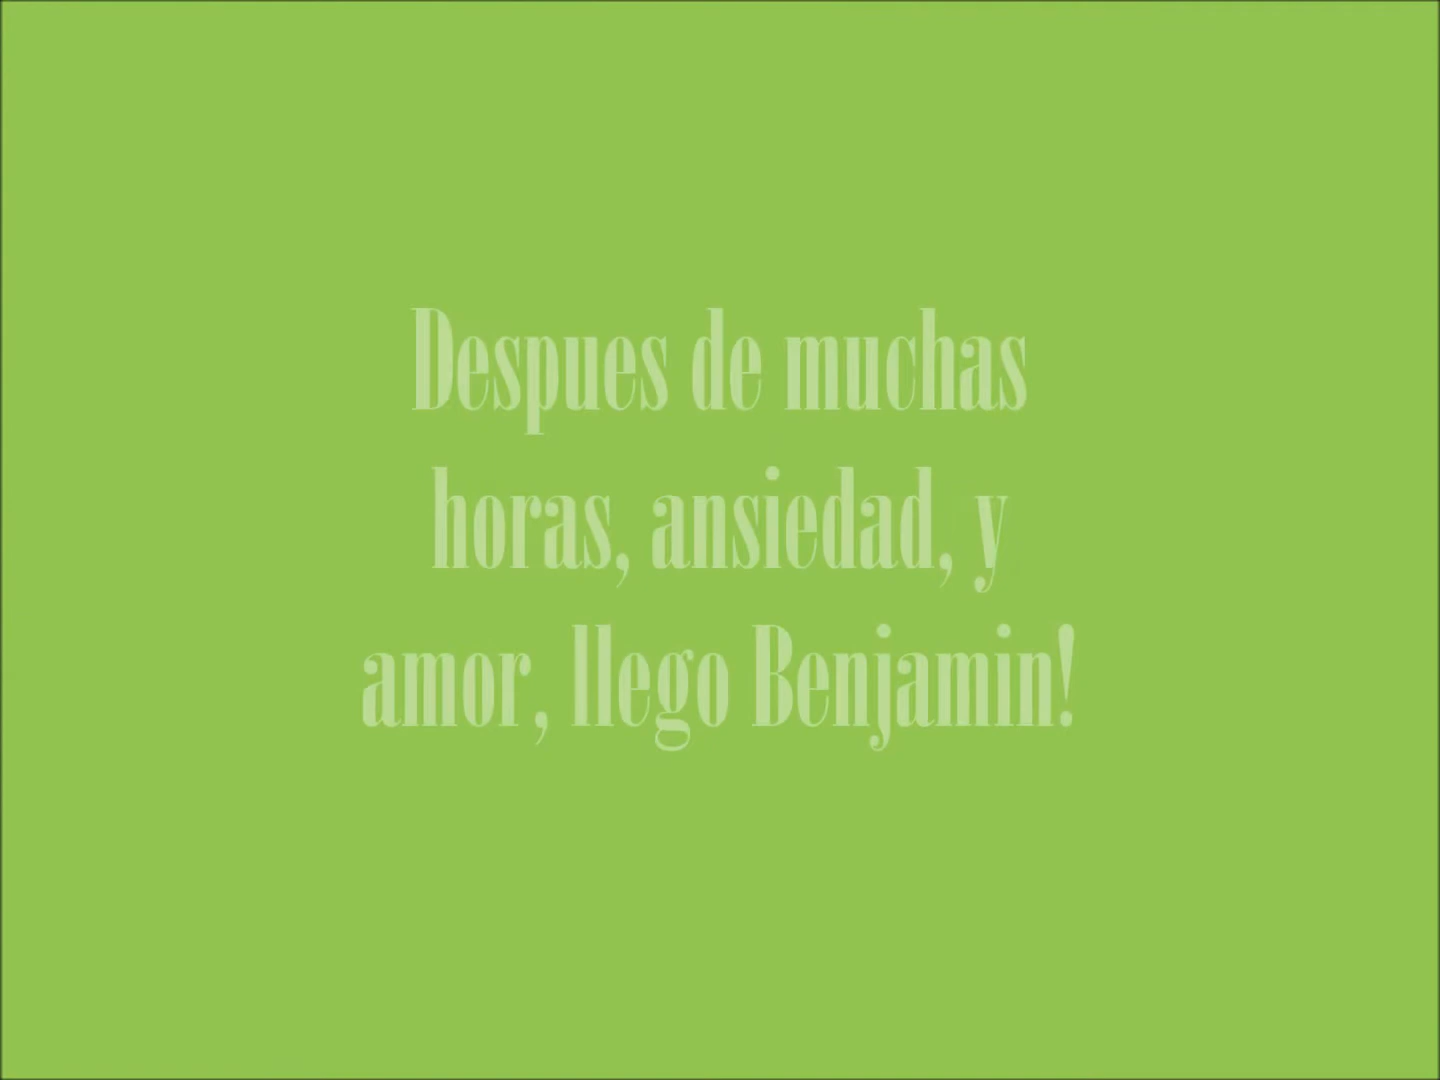 Despues de muchas
horas, ansiedad, y
amor, llego Benjamin!